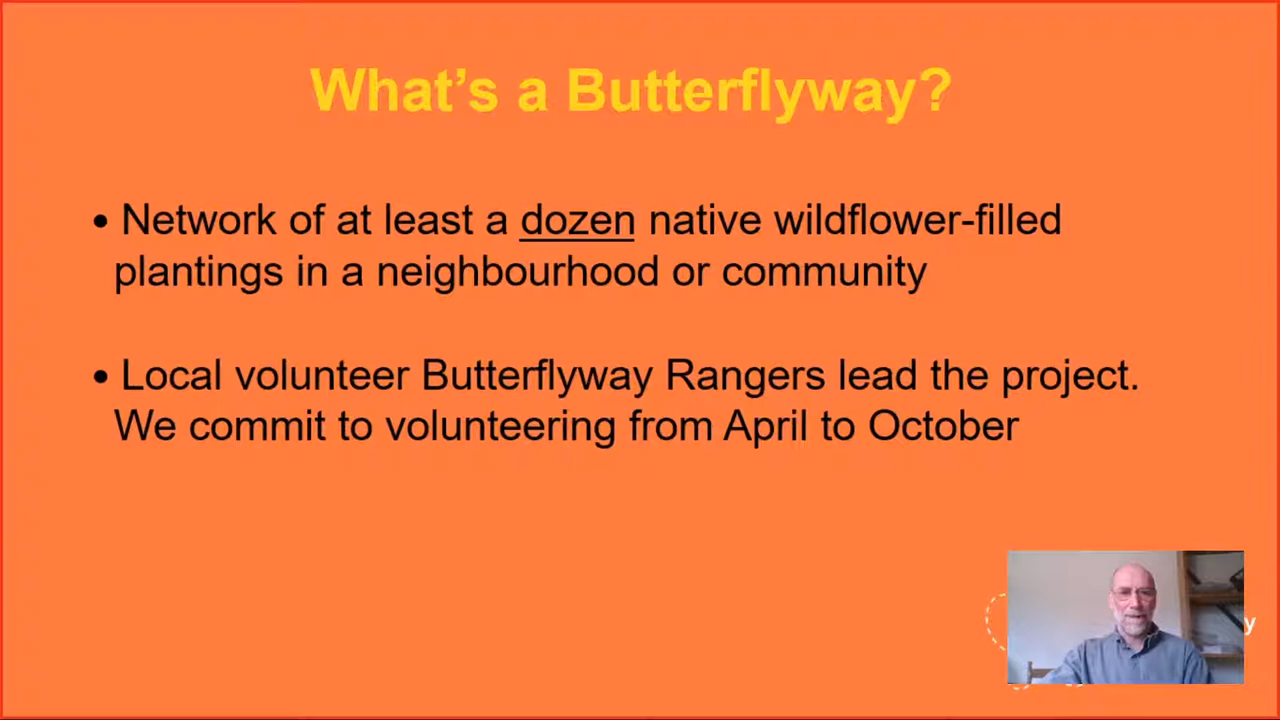 What’s a Butterflyway?
• Network of at least a dozen native wildflower-filled
plantings in a neighbourhood or community
• Local volunteer Butterflyway Rangers lead the project.
We commit to volunteering from April to October